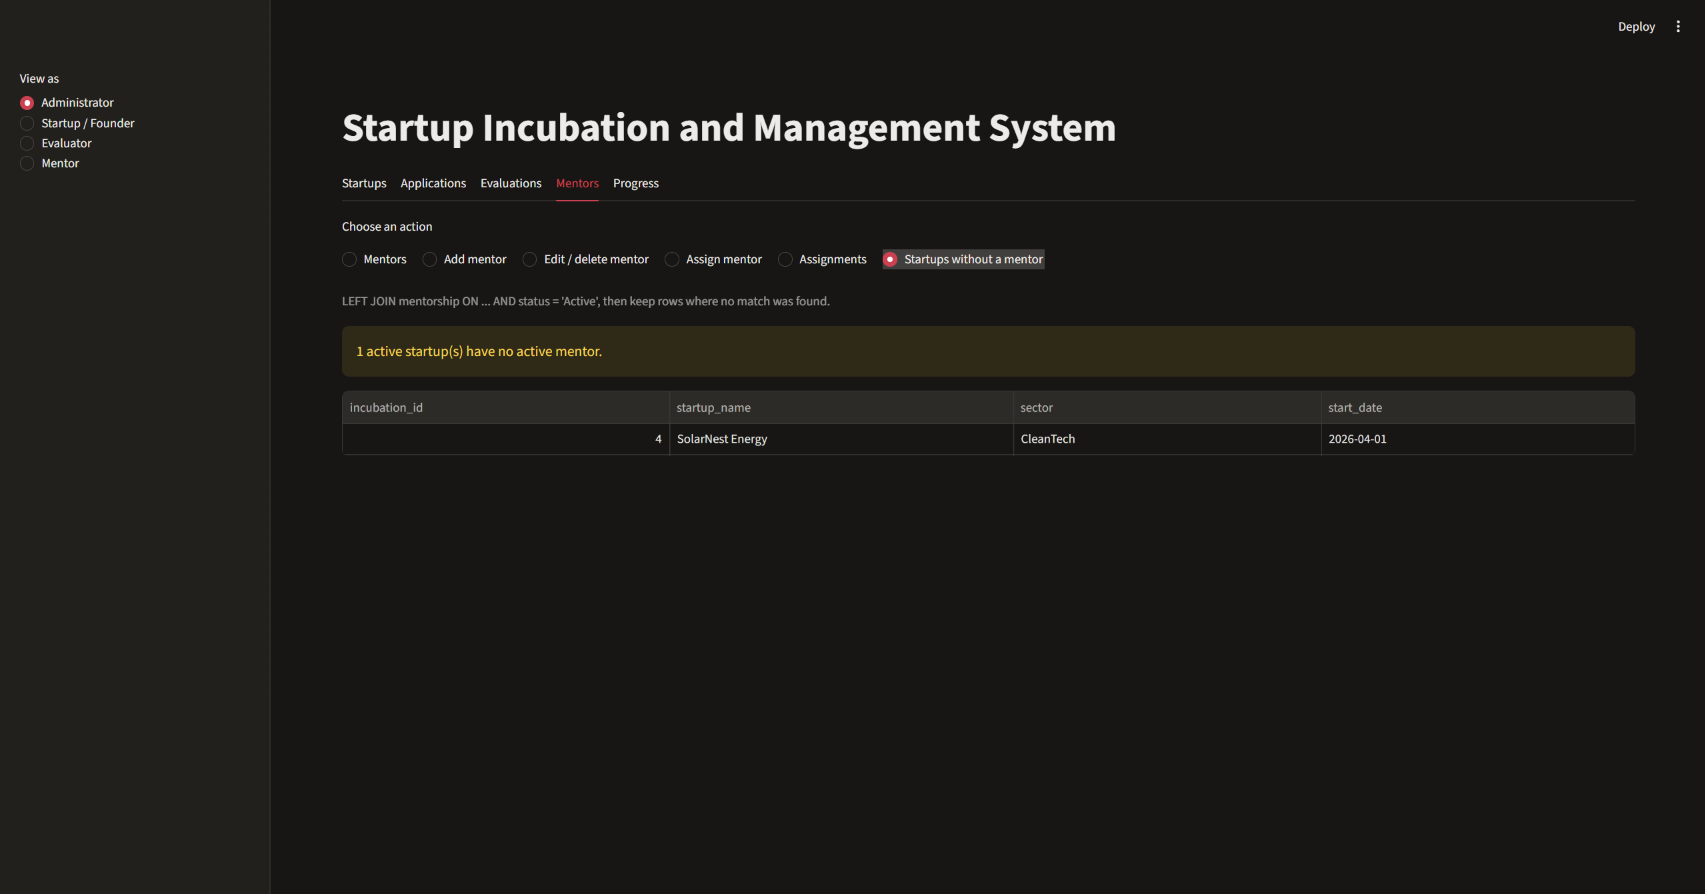 Deploy
View as
Administrator
Startup / Founder
Evaluator
Mentor
Startup Incubation and Management System
Startups Applications Evaluations Mentors Progress
Choose an action
Mentors Add mentor Edit / delete mentor Assign mentor Assignments Startups without a mentor
LEFT JOIN mentorship ON ... AND status = 'Active', then keep rows where no match was found.
1 active startup(s) have no active mentor.
incubation_id startup_name sector start_date
4 SolarNest Energy CleanTech 2026-04-01